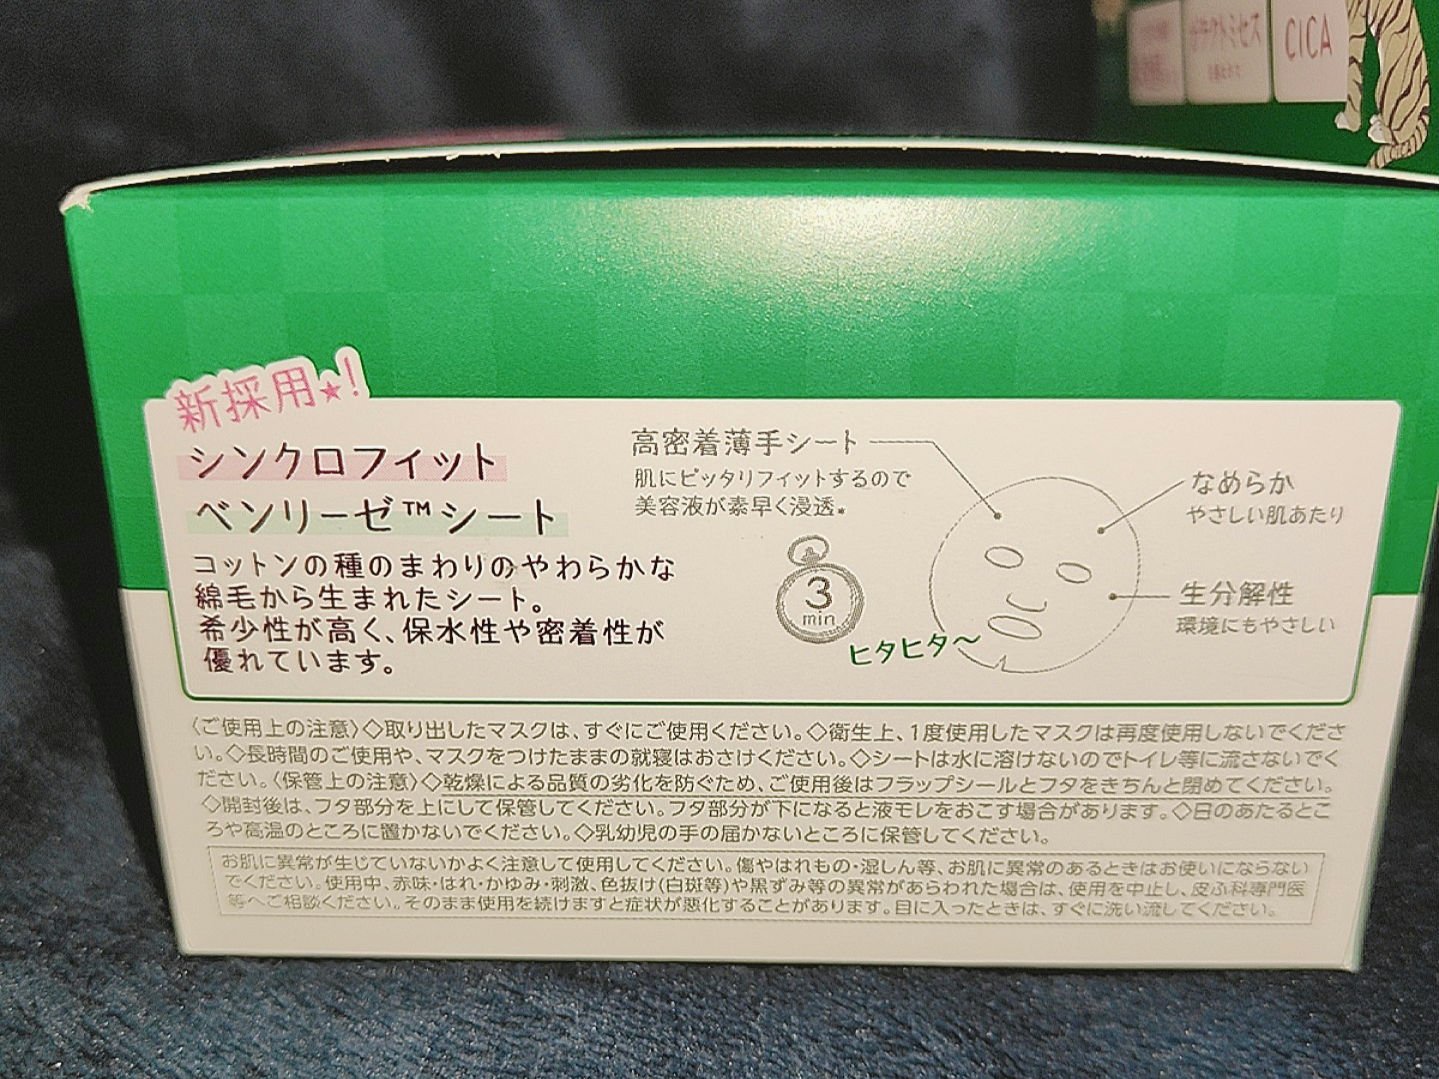 CICA
新採用★!
シンクロフィット
ベンリーゼ™シート
コットンの種のまわりのやわらかな
綿毛から生まれたシート。
希少性が高く、保水性や密着性が
優れています。
高密着薄手シート
肌にピッタリフィットするので
美容液が素早く浸透。
3
min
ヒタヒタ〜
なめらか
やさしい肌あたり
生分解性
環境にもやさしい
〈ご使用上の注意〉◇取り出したマスクは、すぐにご使用ください。◇衛生上、1度使用したマスクは再度使用しないでくださ
い。◇長時間のご使用や、マスクをつけたままの就寝はおさけください。◇シートは水に溶けないのでトイレ等に流さないでく
ださい。〈保管上の注意〉◇乾燥による品質の劣化を防ぐため、ご使用後はフラップシールとフタをきちんと閉めてください。
◇開封後は、フタ部分を上にして保管してください。フタ部分が下になると液モレをおこす場合があります。◇日のあたるとこ
ろや高温のところに置かないでください。◇乳幼児の手の届かないところに保管してください。
お肌に異常が生じていないかよく注意して使用してください。傷やはれもの・湿しん等、お肌に異常のあるときはお使いにならない
でください。使用中、赤味・はれ・かゆみ・刺激、色抜け(白斑等)や黒ずみ等の異常があらわれた場合は、使用を中止し、皮ふ科専門医
等へご相談ください。そのまま使用を続けますと症状が悪化することがあります。目に入ったときは、すぐに洗い流してください。